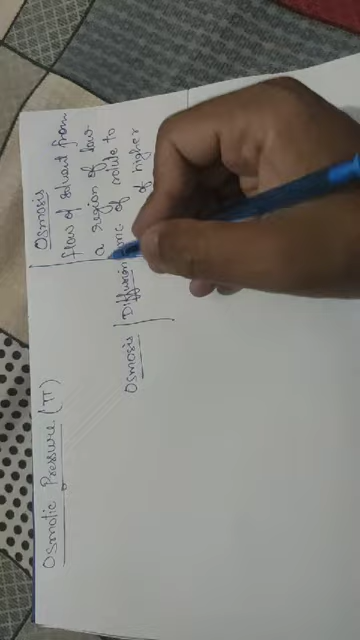 Osmotic Pressure (π)
Osmosis | Diffusion
Osmosis
flow of solvent from
a region of low
conc of solute to
of higher